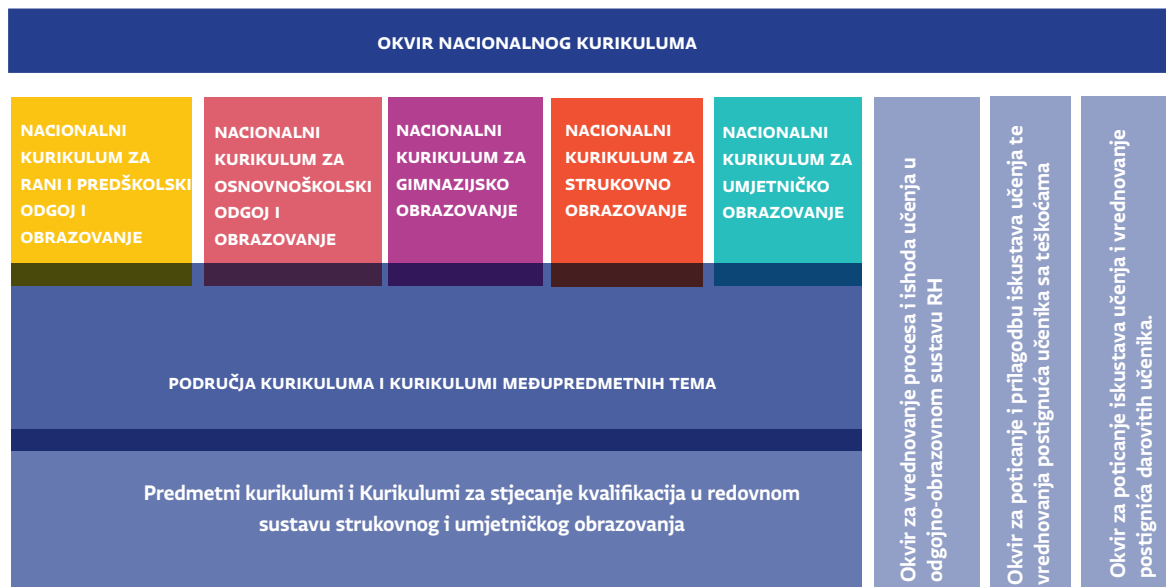 OKVIR NACIONALNOG KURIKULUMA
NACIONALNI
KURIKULUM ZA
RANI I PREDŠKOLSKI
ODGOJ I
OBRAZOVANJE
NACIONALNI
KURIKULUM ZA
OSNOVNOŠKOLSKI
ODGOJ I
OBRAZOVANJE
NACIONALNI
KURIKULUM ZA
GIMNAZIJSKO
OBRAZOVANJE
NACIONALNI
KURIKULUM ZA
STRUKOVNO
OBRAZOVANJE
NACIONALNI
KURIKULUM ZA
UMJETNIČKO
OBRAZOVANJE
PODRUČJA KURIKULUMA I KURIKULUMI MEĐUPREDMETNIH TEMA
Predmetni kurikulumi i Kurikulumi za stjecanje kvalifikacija u redovnom
sustavu strukovnog i umjetničkog obrazovanja
Okvir za vrednovanje procesa i ishoda učenja u
odgojno-obrazovnom sustavu RH
Okvir za poticanje i prilagodbu iskustava učenja te
vrednovanja postignuća učenika sa teškoćama
Okvir za poticanje iskustava učenja i vrednovanje
postignića darovitih učenika.